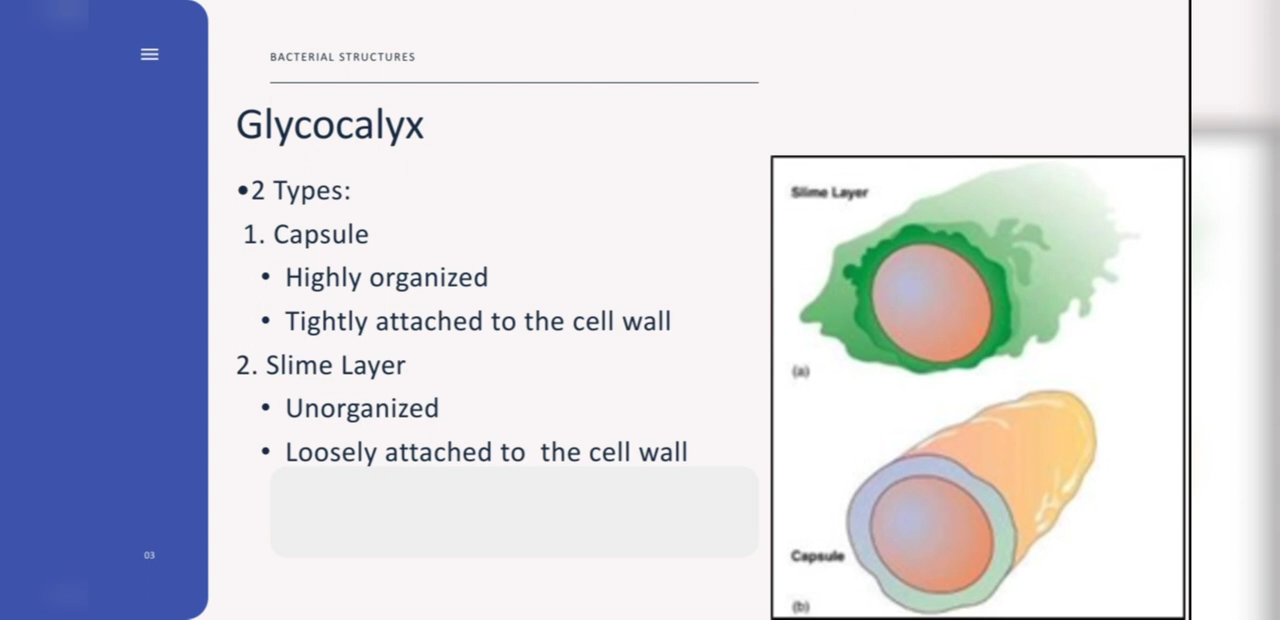 BACTERIAL STRUCTURES
Glycocalyx
•2 Types:
1. Capsule
• Highly organized
• Tightly attached to the cell wall
2. Slime Layer
• Unorganized
• Loosely attached to  the cell wall
03
Slime Layer
(a)
Capsule
(b)